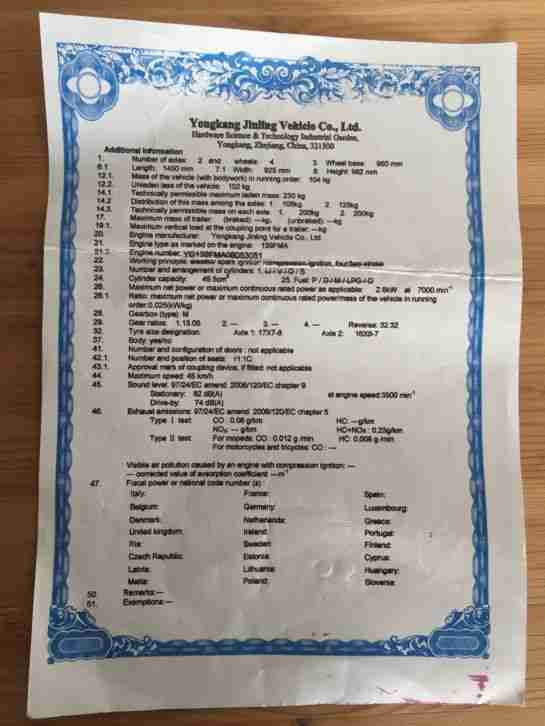 Yongkang Jinling Vehicle Co., Ltd.
Hardware Science & Technology Industrial Garden,
Yongkang, Zhejiang, China, 321300
Additional information
1. Number of axles: 2 and wheels: 4 3 Wheel base: 960 mm
6.1 Length: 1450 mm 7.1 Width: 925 mm 8 Height: 982 mm
12.1. Mass of the vehicle (with bodywork) in running order: 104 kg
12.2. Unladen less of the vehicle: 102 kg
14.1 Technically permissible maximum laden mass: 230 kg
14.2 Distribution of this mass among the axles: 1. 105kg 2. 125kg
14.3. Technically permissible mass on each axle: 1. 200kg 2. 200kg
17. Maximum mass of trailer: (braked) —kg, (unbraked): —kg
19.1. Maximum vertical load at the coupling point for a trailer: —kg
20. Engine manufacturer: Yongkang Jinling Vehicle Co., Ltd
21. Engine type as marked on the engine: 139FMA
21.2. Engine number:
22. Working principle: spark ignition/compression ignition, four/two stroke
23. Number and arrangement of cylinders: 1, LI / V / O / S
24. Cylinder capacity: 49.5cm³ 25. Fuel: P / D / M / LPG / O
26. Maximum net power or maximum continuous rated power as applicable: 2.6kW at 7000 min⁻¹
26.1 Ratio: maximum net power or maximum continuous rated power/mass of the vehicle in running
order:0.025(kW/kg)
28. Gearbox (type): M
29. Gear ratios: 1.15.00 2. — 3. — 4. — Reverse: 32.32
32. Tyre size designation: Axle 1: 17X7-8 Axle 2: 16X8-7
37. Body: yes/no
41. Number and configuration of doors : not applicable
42.1. Number and position of seats: r1:1C
43.1. Approval mark of coupling device, if fitted: not applicable
44. Maximum speed: 45 km/h
45. Sound level: 97/24/EC amend. 2006/120/EC chapter 9
Stationary: 82 dB(A) at engine speed:3500 min⁻¹
Drive-by: 74 dB(A)
46. Exhaust emissions: 97/24/EC amend. 2006/120/EC chapter 5
Type Ⅰ test: CO : 0.08 g/km HC: — g/km
NOx: — g/km HC+NOx : 0.23g/km
Type Ⅱ test: For mopeds: CO : 0.012 g /min HC: 0.008 g /min
For motorcycles and tricycles: CO : —
Visible air pollution caused by an engine with compression ignition: —
— corrected value of absorption coefficient: —m⁻¹
47. Fiscal power or national code number (s) :
Italy: France: Spain:
Belgium: Germany: Luxembourg:
Denmark: Netherlands: Greece:
United kingdom: Ireland: Portugal:
Sweden: Finland:
Czech Republic: Estonia: Cyprus:
Latvia: Lithuania: Huangary:
Malta: Poland: Slovenia:
50. Remarks:—
51. Exemptions:—